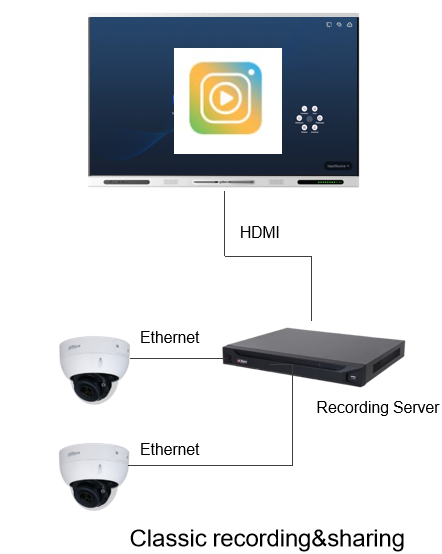 HDMI
Ethernet
Recording Server
Ethernet
Classic recording&sharing